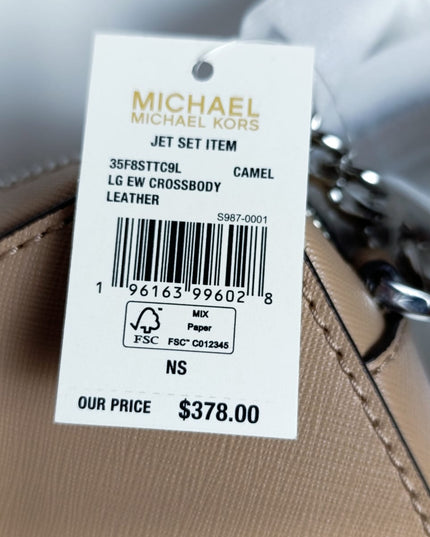 MICHAEL
MICHAEL KORS
JET SET ITEM
35F8STTC9L CAMEL
LG EW CROSSBODY
LEATHER
S987-0001
1 96163 99602 8
FSC
MIX
Paper
FSC™ C012345
NS
OUR PRICE $378.00